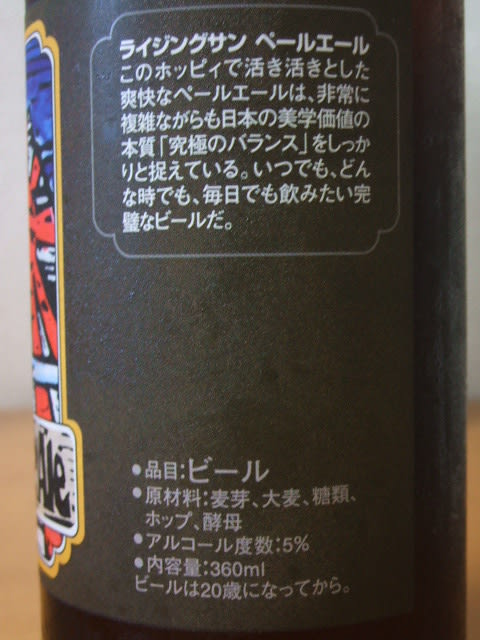 ライジングサン ペールエール
このホッピィで活き活きとした
爽快なペールエールは、非常に
複雑ながらも日本の美学価値の
本質「究極のバランス」をしっか
りと捉えている。いつでも、どん
な時でも、毎日でも飲みたい完
璧なビールだ。
●品目:ビール
●原材料:麦芽、大麦、糖類、
ホップ、酵母
●アルコール度数:5%
●内容量:360ml
ビールは20歳になってから。